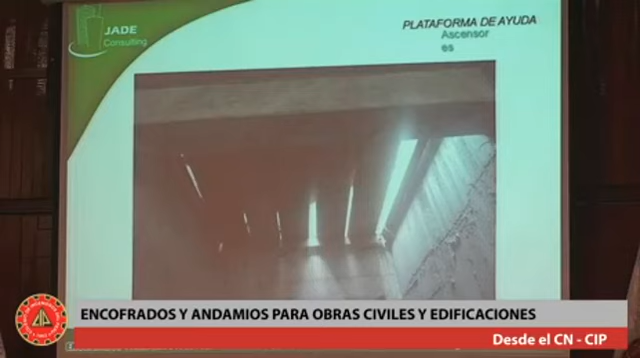 JADE
Consulting
PLATAFORMA DE AYUDA
Ascensor
es
ENCOFRADOS Y ANDAMIOS PARA OBRAS CIVILES Y EDIFICACIONES
Desde el CN - CIP